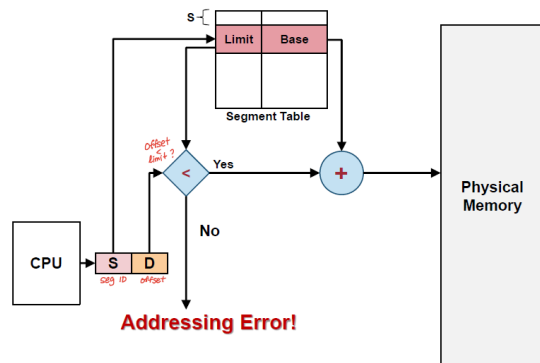 S
Limit Base
Segment Table
Offset
<
limit?
<
Yes
+
No
Physical
Memory
CPU
S D
seg ID offset
Addressing Error!